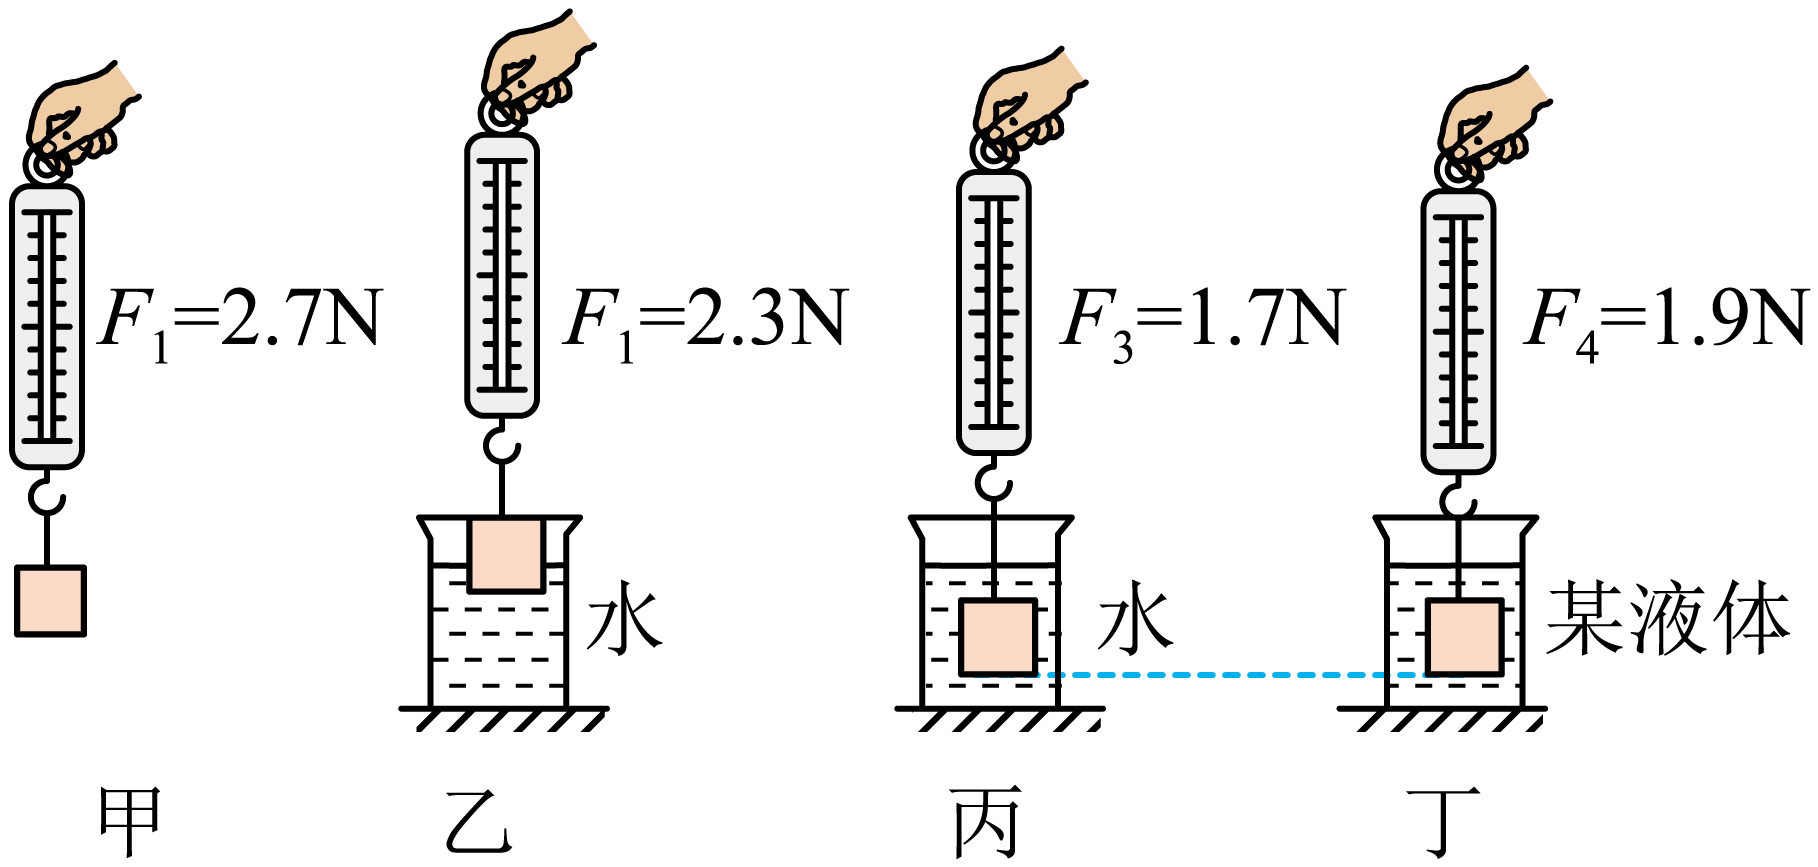 F₁=2.7N
F₁=2.3N
F₃=1.7N
F₄=1.9N
水
水
某液体
甲
乙
丙
丁